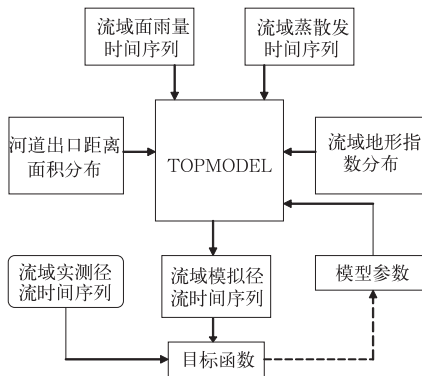 流域面雨量
时间序列
流域蒸散发
时间序列
河道出口距离
面积分布
TOPMODEL
流域地形指
数分布
流域实测径
流时间序列
流域模拟径
流时间序列
模型参数
目标函数